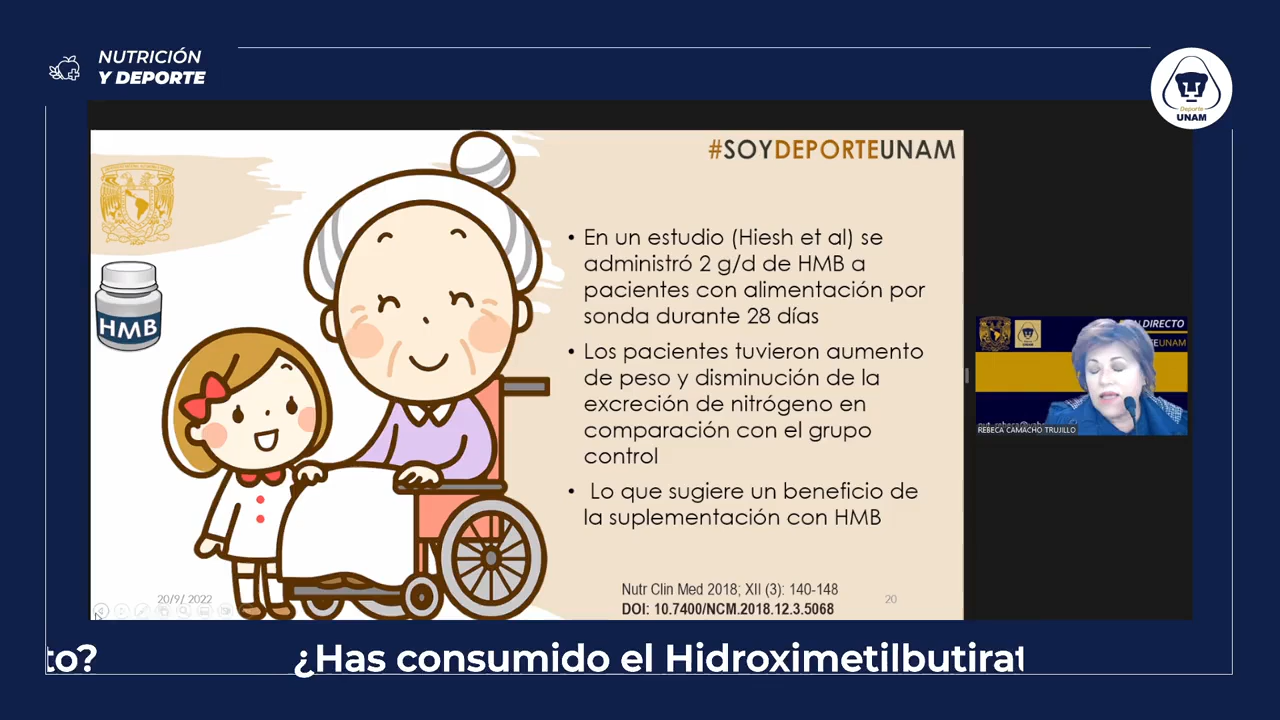 NUTRICIÓN
Y DEPORTE
Deporte
UNAM
#SOYDEPORTEUNAM
HMB
• En un estudio (Hiesh et al) se
administró 2 g/d de HMB a
pacientes con alimentación por
sonda durante 28 días
• Los pacientes tuvieron aumento
de peso y disminución de la
excreción de nitrógeno en
comparación con el grupo
control
• Lo que sugiere un beneficio de
la suplementación con HMB
Nutr Clin Med 2018; XII (3): 140-148
DOI: 10.7400/NCM.2018.12.3.5068
20/9/ 2022
20
DIRECTO
UNAM
REBECA CAMACHO TRUJILLO
to? ¿Has consumido el Hidroximetilbutirat